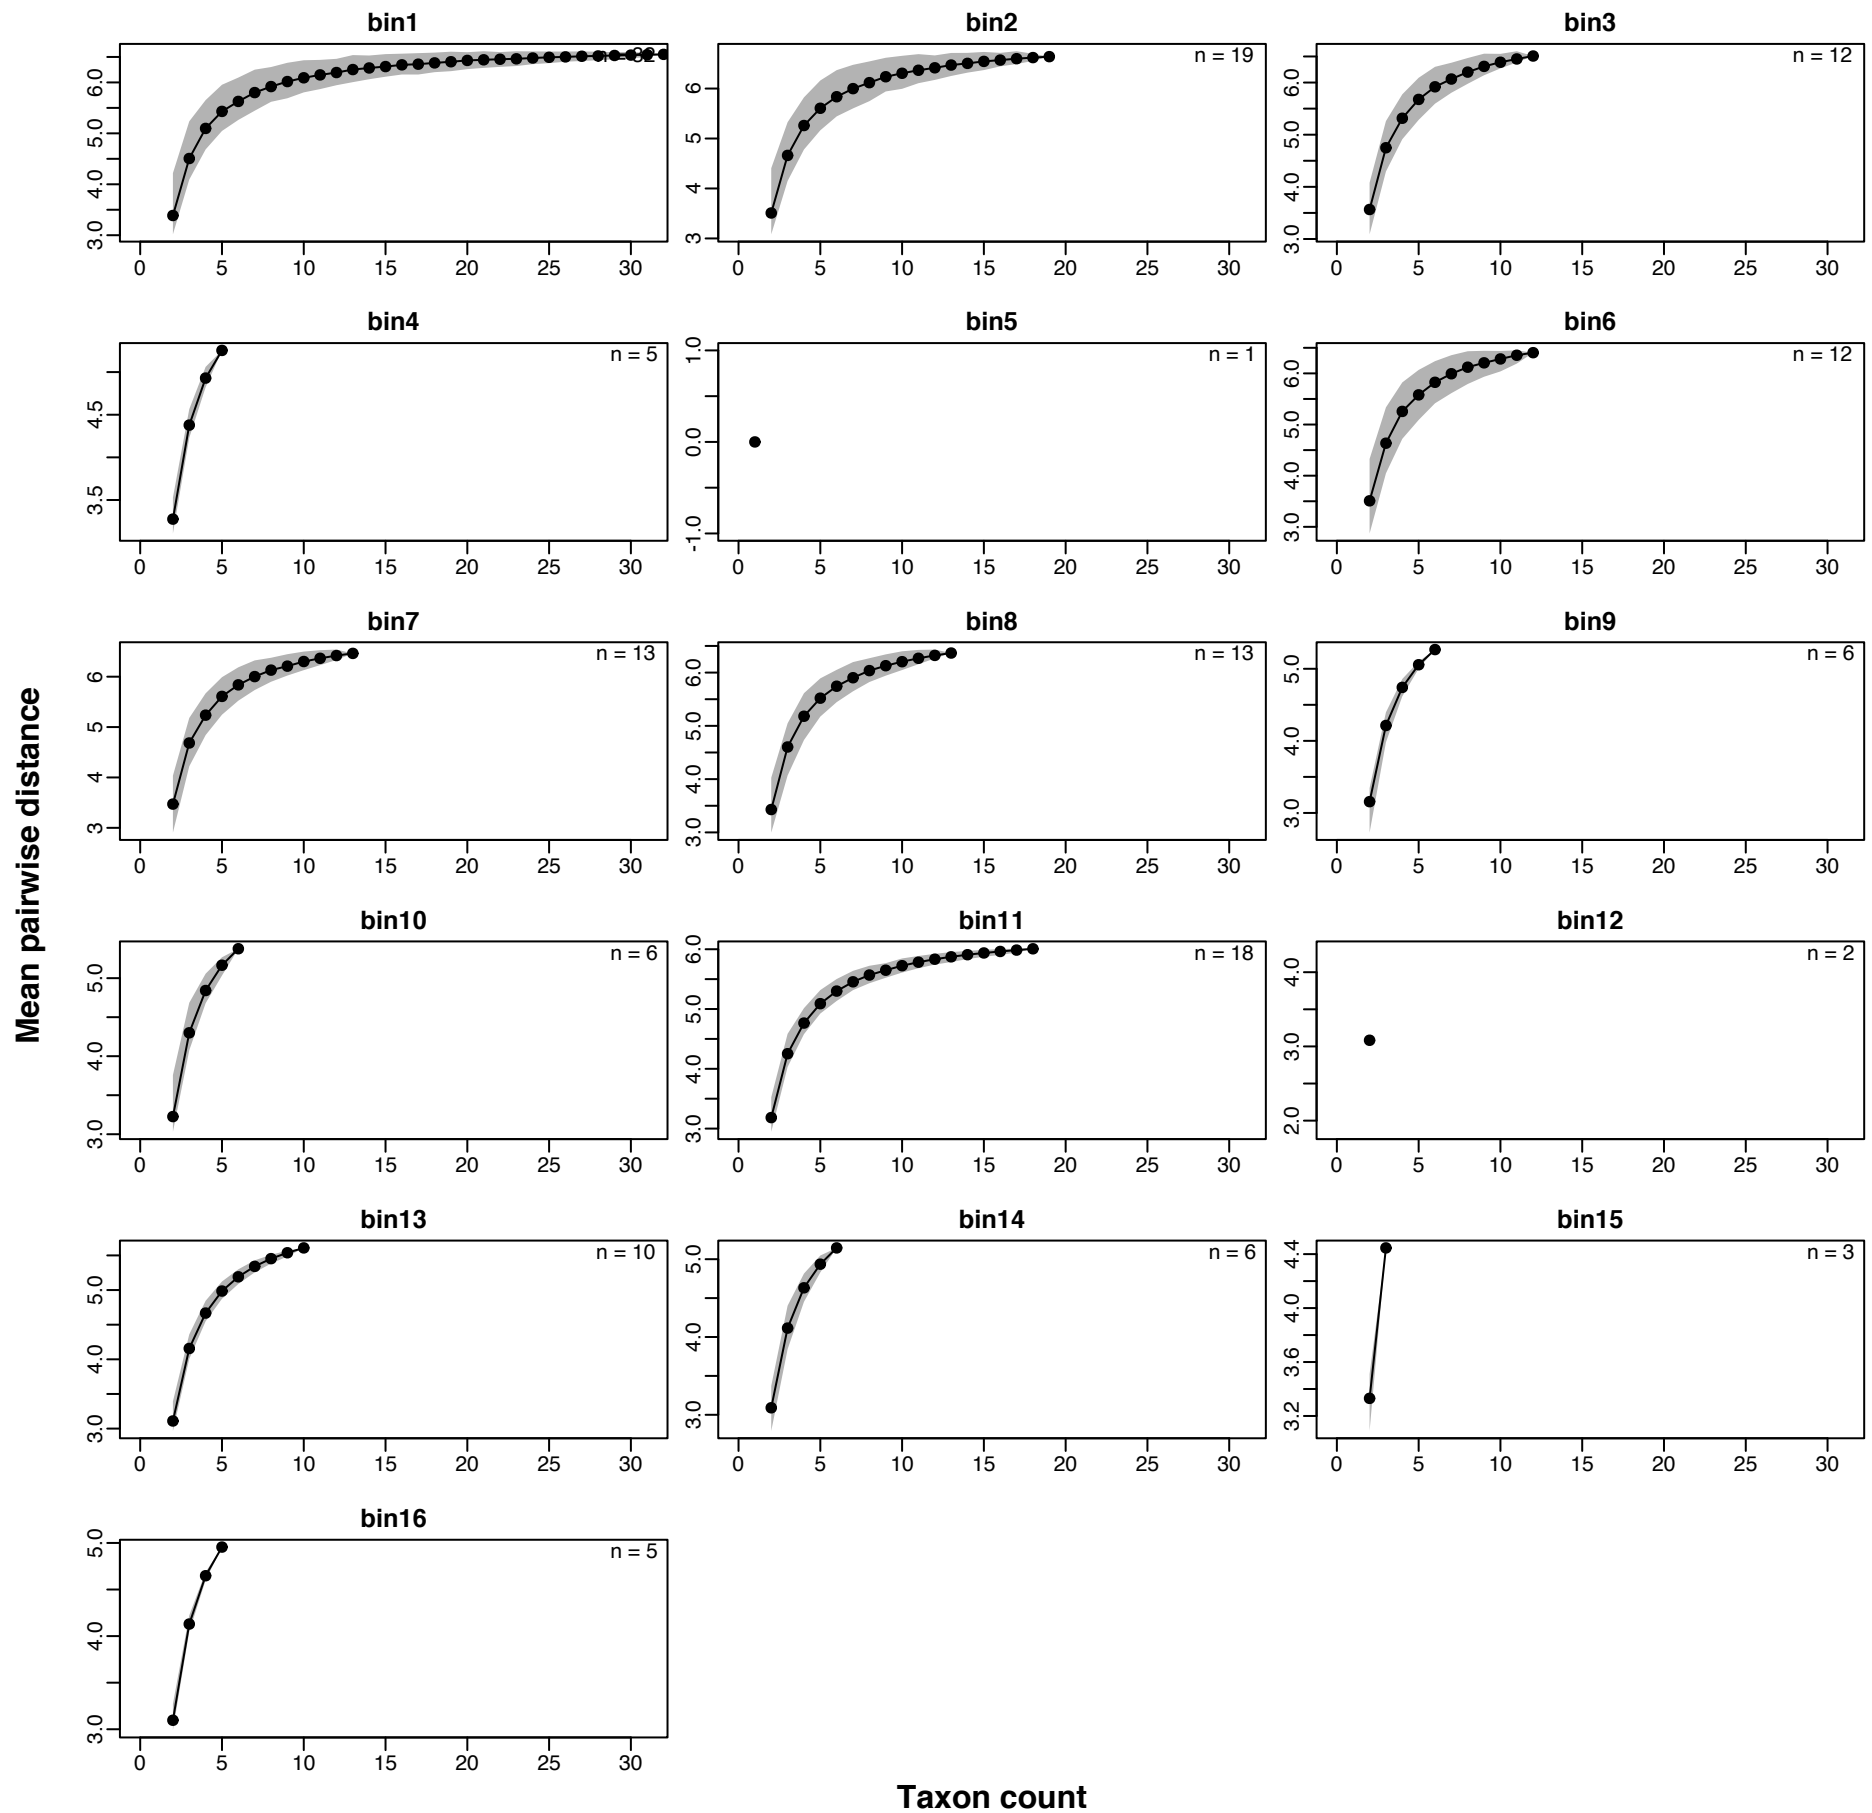 bin1
n = 32
3.0 4.0 5.0 6.0
0 5 10 15 20 25 30
bin2
n = 19
3 4 5 6
0 5 10 15 20 25 30
bin3
n = 12
3.0 4.0 5.0 6.0
0 5 10 15 20 25 30
bin4
n = 5
3.5 4.5
0 5 10 15 20 25 30
bin5
n = 1
-1.0 0.0 1.0
0 5 10 15 20 25 30
bin6
n = 12
3.0 4.0 5.0 6.0
0 5 10 15 20 25 30
bin7
n = 13
3 4 5 6
0 5 10 15 20 25 30
bin8
n = 13
3.0 4.0 5.0 6.0
0 5 10 15 20 25 30
bin9
n = 6
3.0 4.0 5.0
0 5 10 15 20 25 30
bin10
n = 6
3.0 4.0 5.0
0 5 10 15 20 25 30
bin11
n = 18
3.0 4.0 5.0 6.0
0 5 10 15 20 25 30
bin12
n = 2
2.0 3.0 4.0
0 5 10 15 20 25 30
bin13
n = 10
3.0 4.0 5.0
0 5 10 15 20 25 30
bin14
n = 6
3.0 4.0 5.0
0 5 10 15 20 25 30
bin15
n = 3
3.2 3.6 4.0 4.4
0 5 10 15 20 25 30
bin16
n = 5
3.0 4.0 5.0
0 5 10 15 20 25 30
Mean pairwise distance
Taxon count